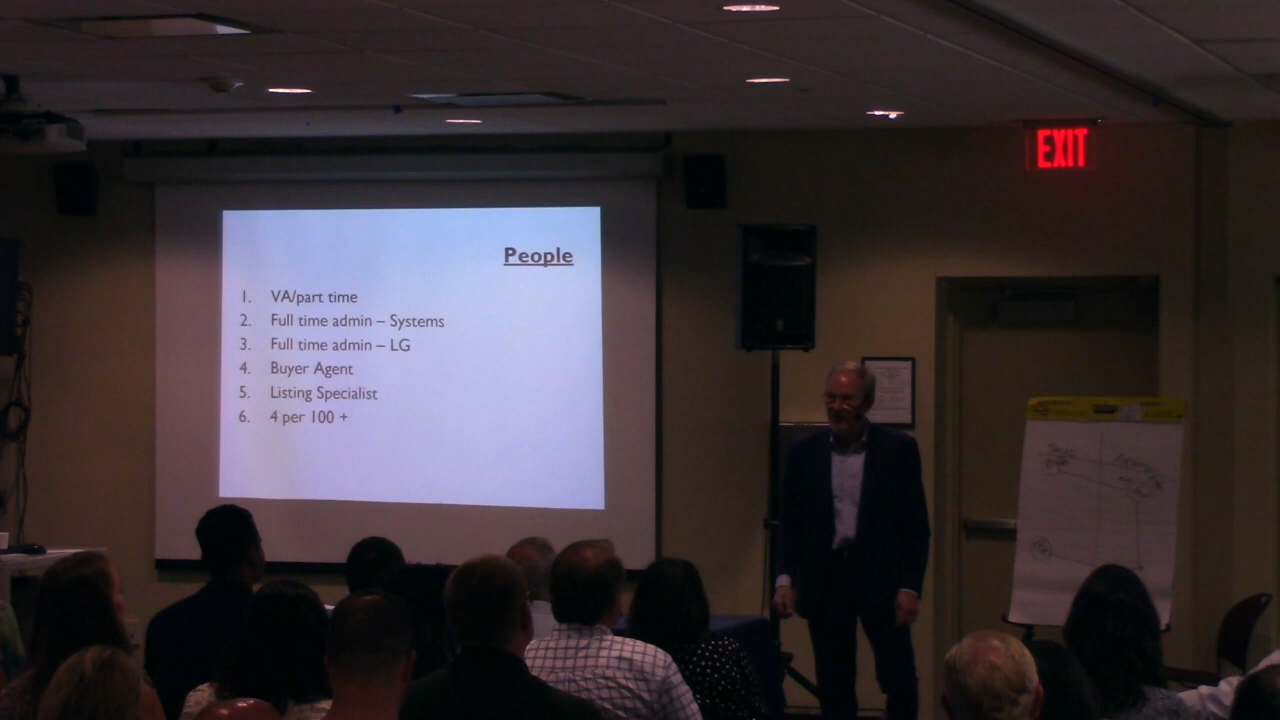 People
1. VA/part time
2. Full time admin – Systems
3. Full time admin – LG
4. Buyer Agent
5. Listing Specialist
6. 4 per 100 +
EXIT